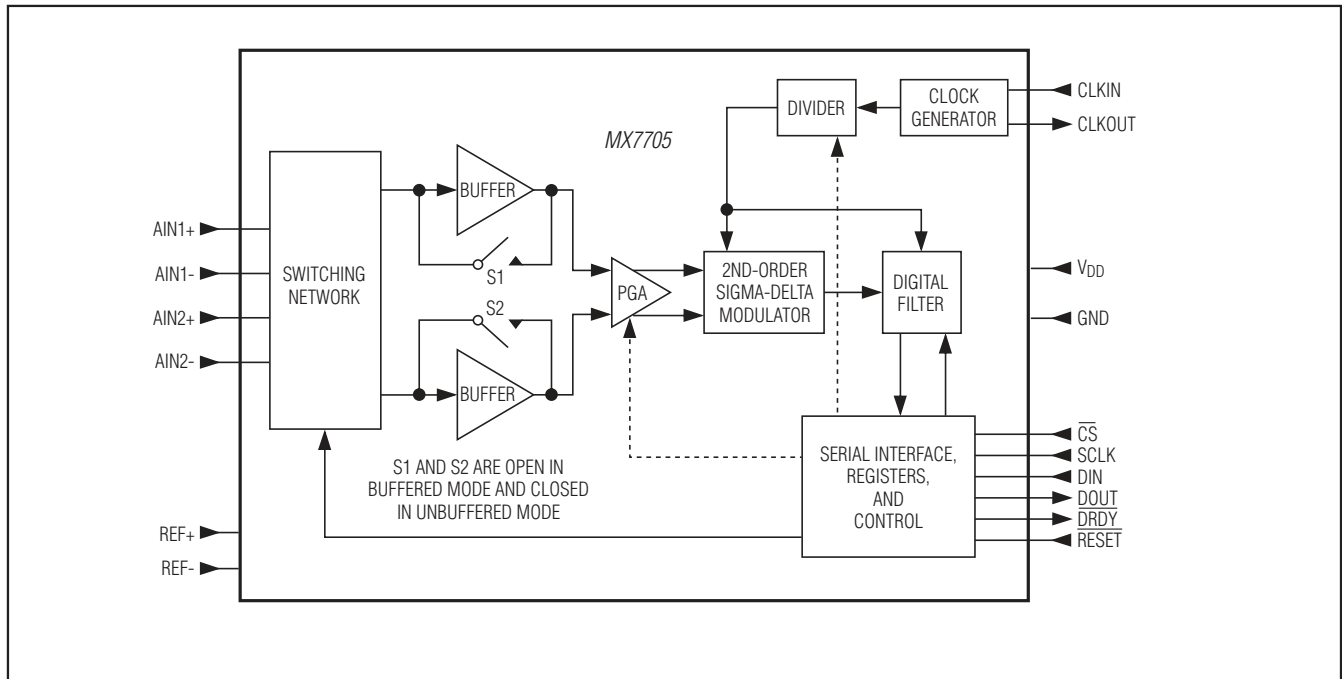 MX7705
DIVIDER
CLOCK
GENERATOR
CLKIN
CLKOUT
AIN1+
AIN1-
AIN2+
AIN2-
SWITCHING
NETWORK
BUFFER
S1
S2
BUFFER
PGA
2ND-ORDER
SIGMA-DELTA
MODULATOR
DIGITAL
FILTER
VDD
GND
S1 AND S2 ARE OPEN IN
BUFFERED MODE AND CLOSED
IN UNBUFFERED MODE
SERIAL INTERFACE,
REGISTERS,
AND
CONTROL
CS
SCLK
DIN
DOUT
DRDY
RESET
REF+
REF-